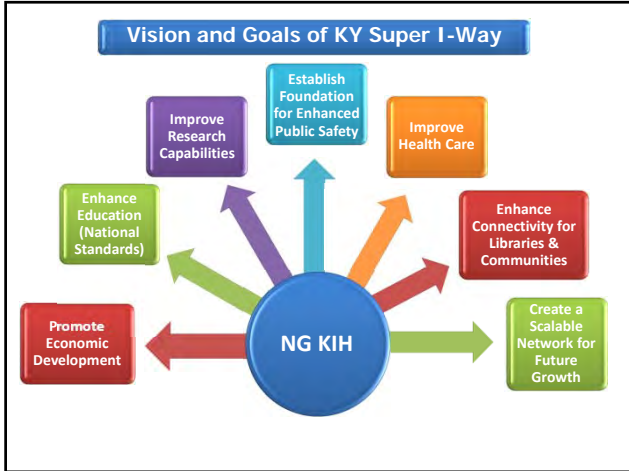 Vision and Goals of KY Super I-Way
Establish
Foundation
for Enhanced
Public Safety
Improve
Research
Capabilities
Improve
Health Care
Enhance
Education
(National
Standards)
Enhance
Connectivity for
Libraries &
Communities
Promote
Economic
Development
NG KIH
Create a
Scalable
Network for
Future
Growth